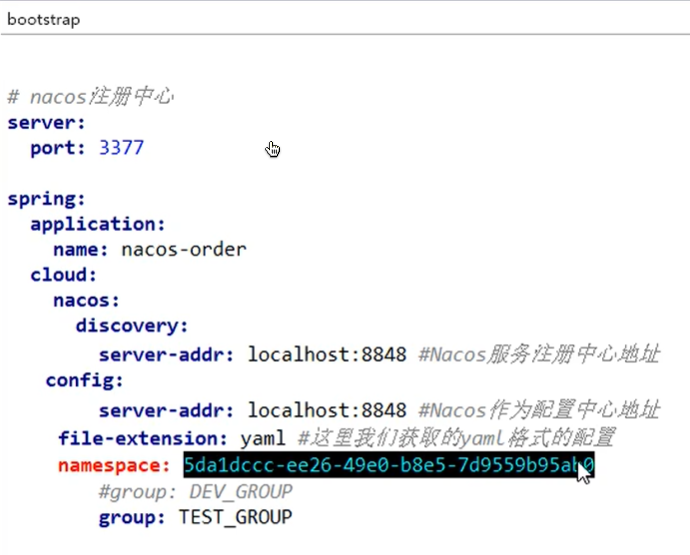 bootstrap
# nacos注册中心
server:
  port: 3377
spring:
  application:
    name: nacos-order
  cloud:
    nacos:
      discovery:
        server-addr: localhost:8848 #Nacos服务注册中心地址
   config:
        server-addr: localhost:8848 #Nacos作为配置中心地址
    file-extension: yaml #这里我们获取的yaml格式的配置
    namespace: 5da1dccc-ee26-49e0-b8e5-7d9559b95ab0
        #group: DEV_GROUP
        group: TEST_GROUP